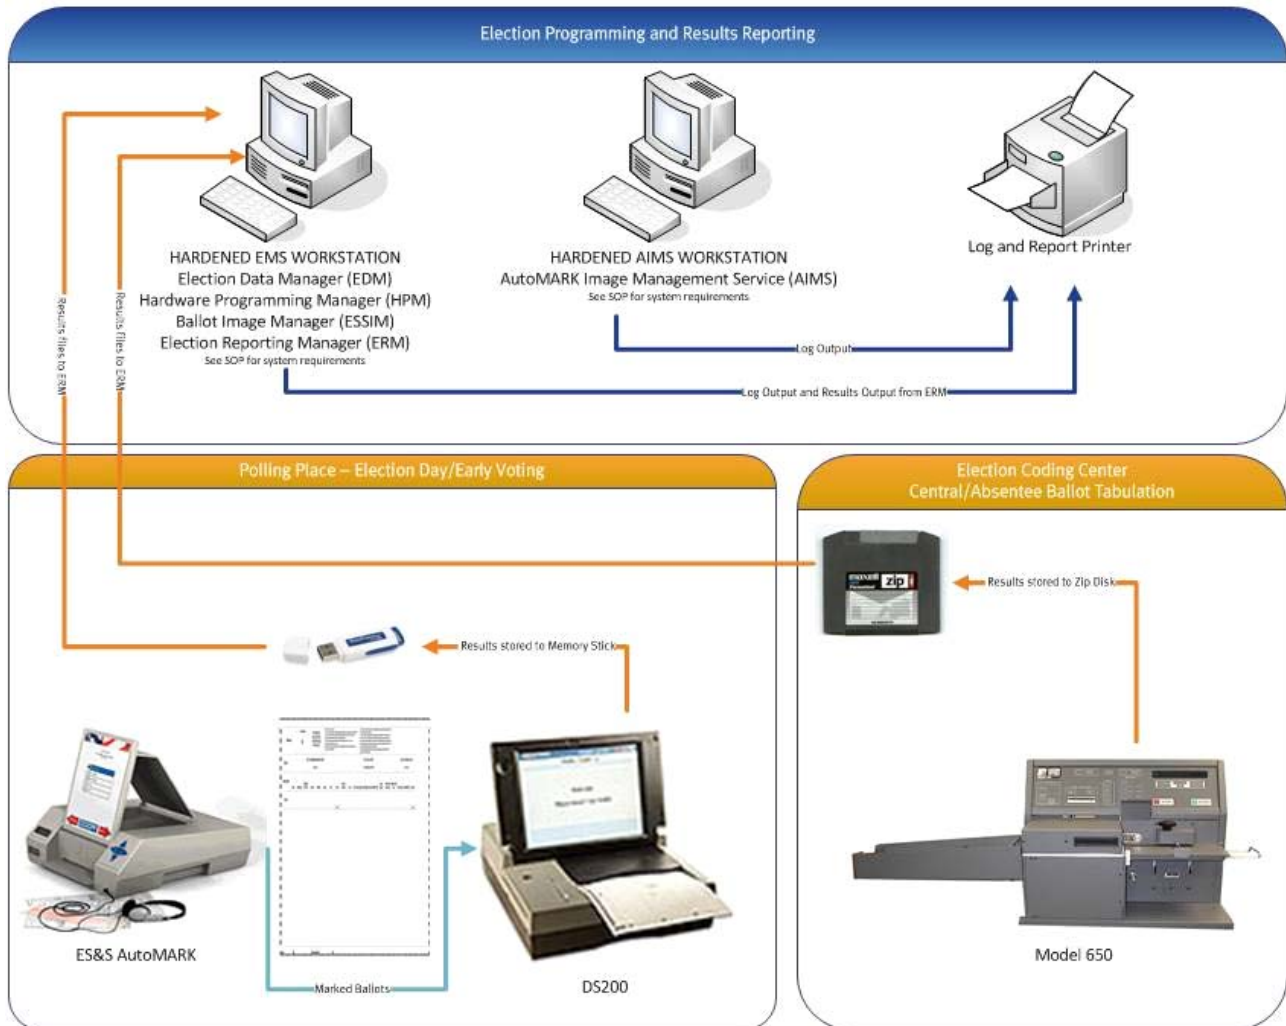 Election Programming and Results Reporting
HARDENED EMS WORKSTATION
Election Data Manager (EDM)
Hardware Programming Manager (HPM)
Ballot Image Manager (ESSIM)
Election Reporting Manager (ERM)
See SOP for system requirements
HARDENED AIMS WORKSTATION
AutoMARK Image Management Service (AIMS)
See SOP for system requirements
Log and Report Printer
Log Output
Log Output and Results Output from ERM
Results files to ERM
Results files to ERM
Polling Place – Election Day/Early Voting
Results stored to Memory Stick
ES&S AutoMARK
Marked Ballots
DS200
Election Coding Center
Central/Absentee Ballot Tabulation
maxell
zip
Results stored to Zip Disk
Model 650